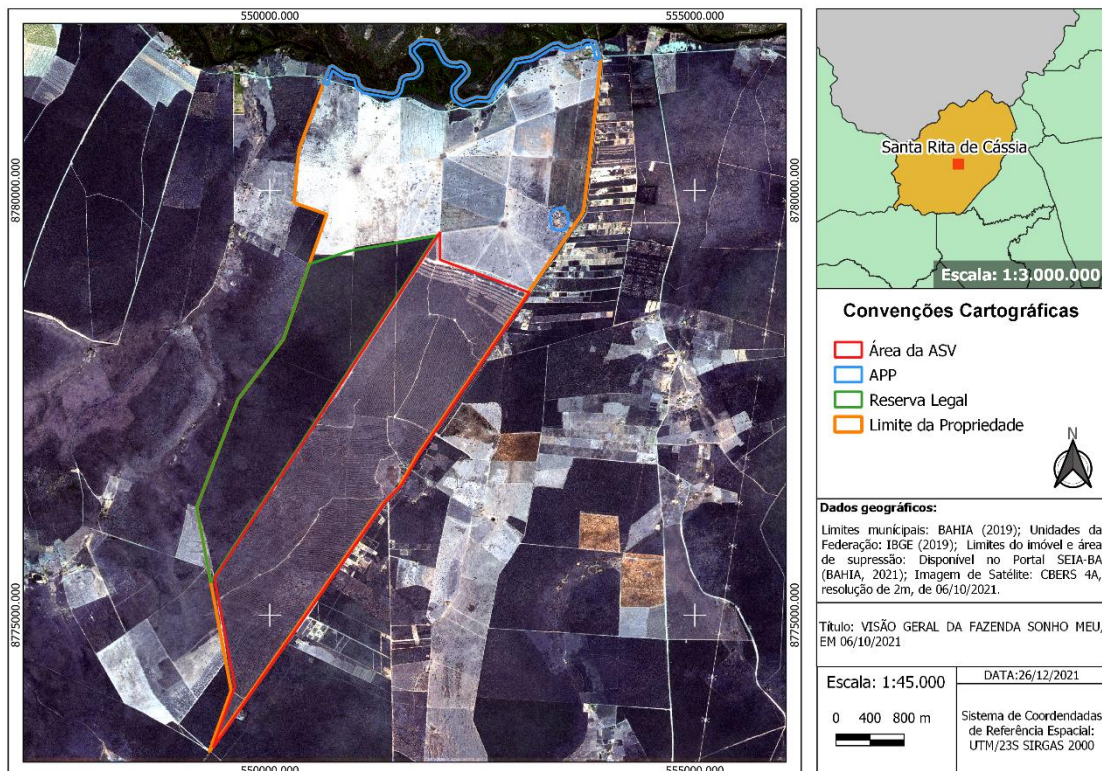 550000.000
555000.000
8780000.000
8780000.000
8775000.000
8775000.000
550000.000
555000.000
Santa Rita de Cássia
Escala: 1:3.000.000
Convenções Cartográficas
Área da ASV
APP
Reserva Legal
Limite da Propriedade
N
Dados geográficos:
Limites municipais: BAHIA (2019); Unidades da
Federação: IBGE (2019); Limites do imóvel e área
de supressão: Disponível no Portal SEIA-BA
(BAHIA, 2021); Imagem de Satélite: CBERS 4A,
resolução de 2m, de 06/10/2021.
Título: VISÃO GERAL DA FAZENDA SONHO MEU,
EM 06/10/2021
Escala: 1:45.000
0 400 800 m
DATA:26/12/2021
Sistema de Coordendadas
de Referência Espacial:
UTM/23S SIRGAS 2000